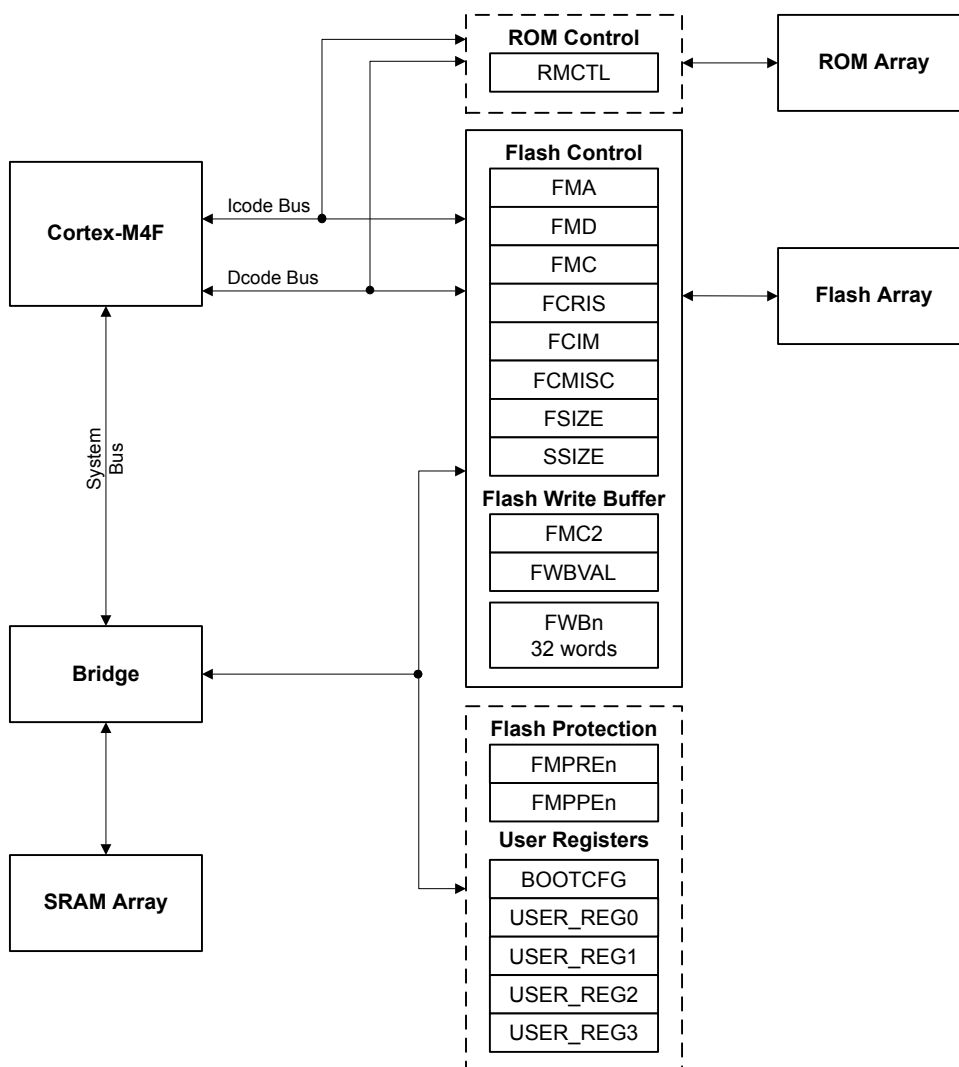 ROM Control
RMCTL
ROM Array
Flash Control
FMA
FMD
FMC
FCRIS
FCIM
FCMISC
FSIZE
SSIZE
Flash Write Buffer
FMC2
FWBVAL
FWBn
32 words
Cortex-M4F
Icode Bus
Dcode Bus
Flash Array
System
Bus
Bridge
SRAM Array
Flash Protection
FMPREn
FMPPEn
User Registers
BOOTCFG
USER_REG0
USER_REG1
USER_REG2
USER_REG3